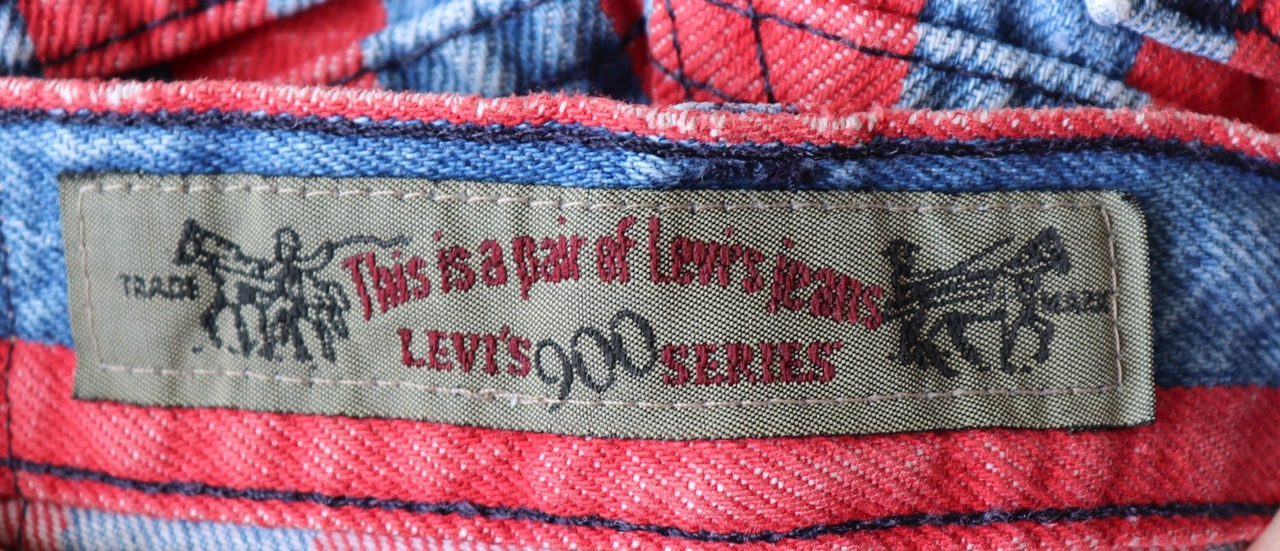 This is a pair of Levi's jeans
TRADE MARK
LEVI'S 900 SERIES